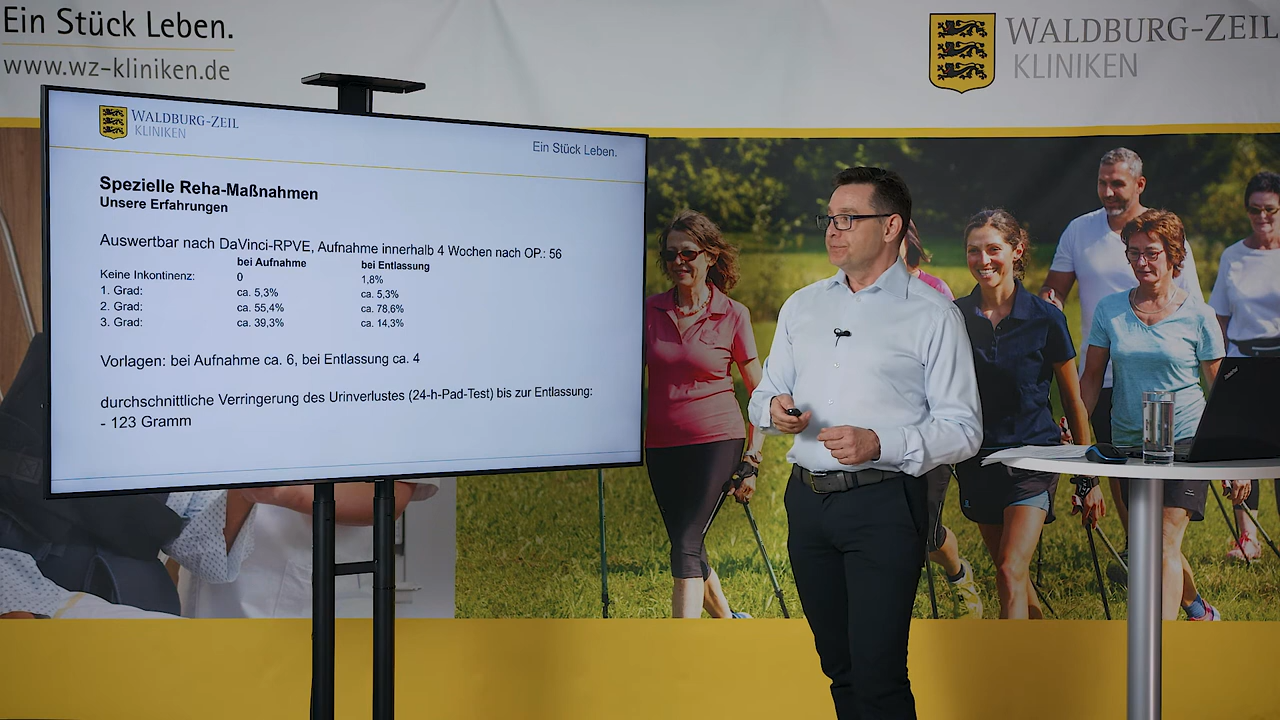 Ein Stück Leben.
www.wz-kliniken.de
WALDBURG-ZEIL
KLINIKEN
WALDBURG-ZEIL
KLINIKEN
Ein Stück Leben.
Spezielle Reha-Maßnahmen
Unsere Erfahrungen
Auswertbar nach DaVinci-RPVE, Aufnahme innerhalb 4 Wochen nach OP.: 56
bei Aufnahme bei Entlassung
Keine Inkontinenz: 0 1,8%
1. Grad: ca. 5,3% ca. 5,3%
2. Grad: ca. 55,4% ca. 78,6%
3. Grad: ca. 39,3% ca. 14,3%
Vorlagen: bei Aufnahme ca. 6, bei Entlassung ca. 4
durchschnittliche Verringerung des Urinverlustes (24-h-Pad-Test) bis zur Entlassung:
- 123 Gramm